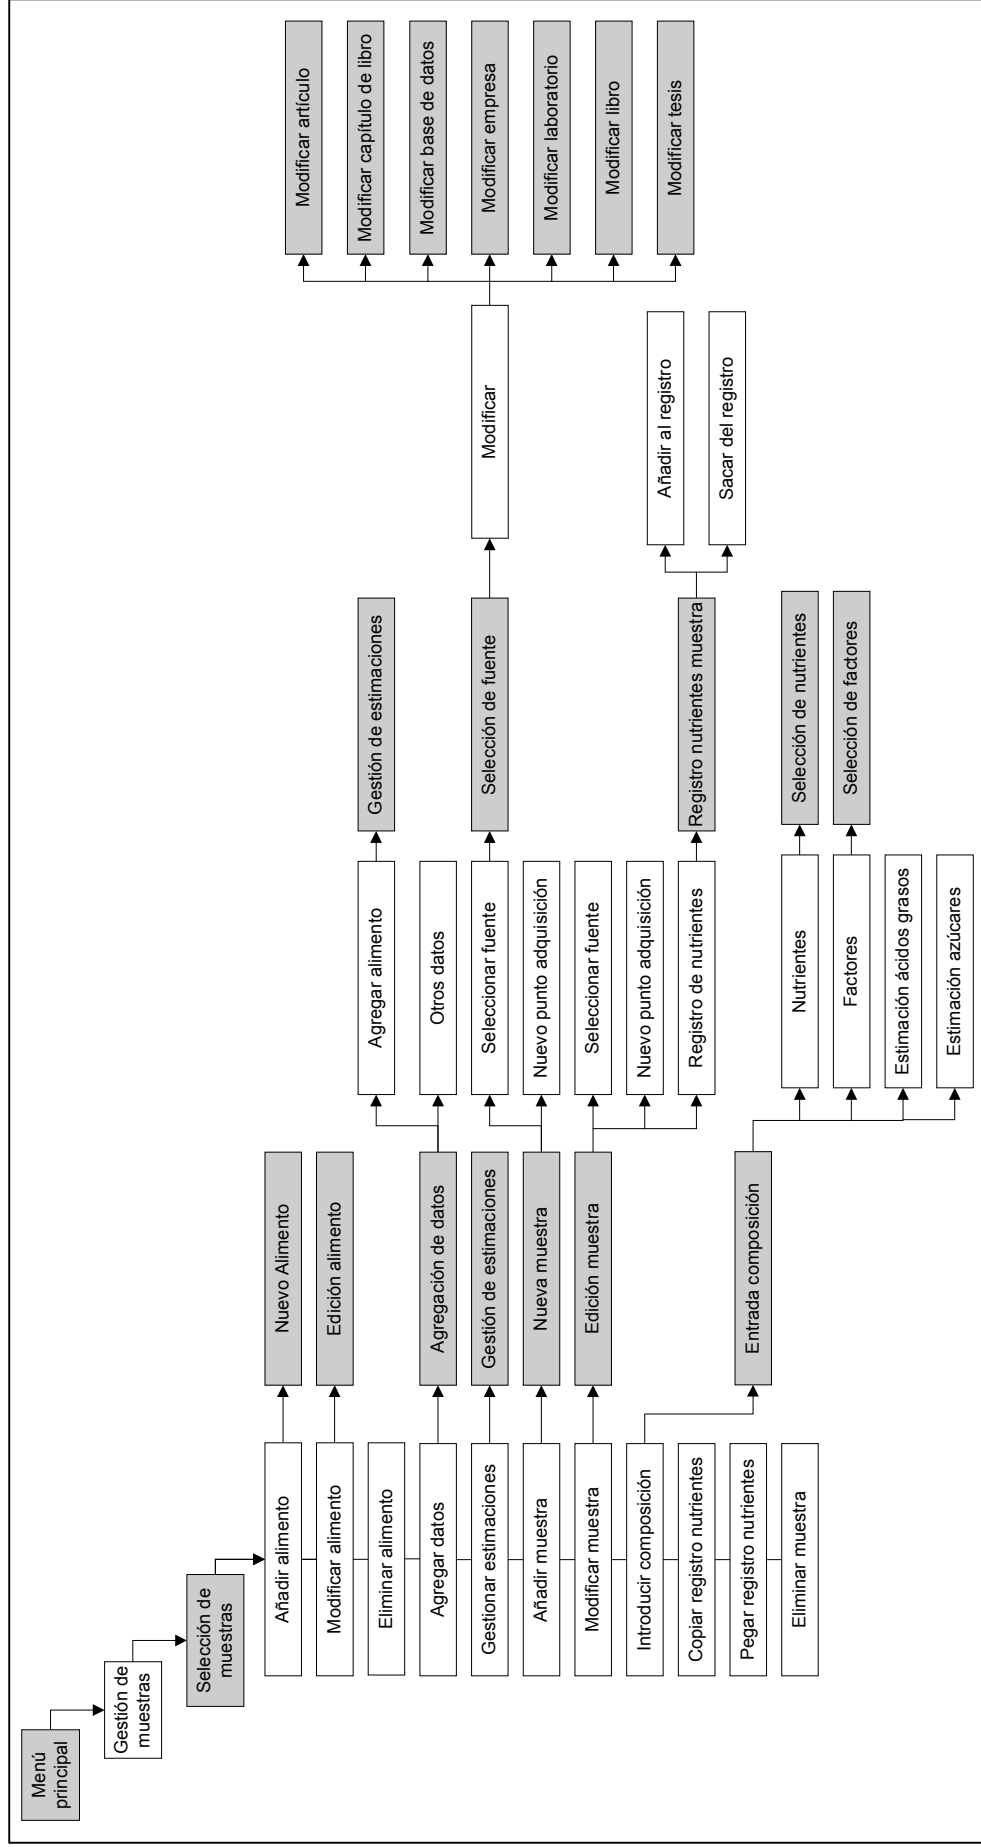 Menú
principal
Gestión de
muestras
Selección de
muestras
Añadir alimento
Modificar alimento
Eliminar alimento
Agregar datos
Gestionar estimaciones
Añadir muestra
Modificar muestra
Introducir composición
Copiar registro nutrientes
Pegar registro nutrientes
Eliminar muestra
Nuevo Alimento
Edición alimento
Agregación de datos
Gestión de estimaciones
Nueva muestra
Edición muestra
Entrada composición
Agregar alimento
Otros datos
Seleccionar fuente
Nuevo punto adquisición
Seleccionar fuente
Nuevo punto adquisición
Registro de nutrientes
Nutrientes
Factores
Estimación ácidos grasos
Estimación azúcares
Gestión de estimaciones
Selección de fuente
Registro nutrientes muestra
Selección de nutrientes
Selección de factores
Modificar
Añadir al registro
Sacar del registro
Modificar artículo
Modificar capítulo de libro
Modificar base de datos
Modificar empresa
Modificar laboratorio
Modificar libro
Modificar tesis